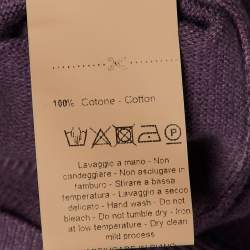 100% Cotone - Cotton
P
Lavaggio a mano - Non
candeggiare - Non asciugare in
tamburo - Stirare a bassa
temperatura - Lavaggio a secco
delicato - Hand wash - Do not
bleach - Do not tumble dry - Iron
at low temperature - Dry clean
mild process